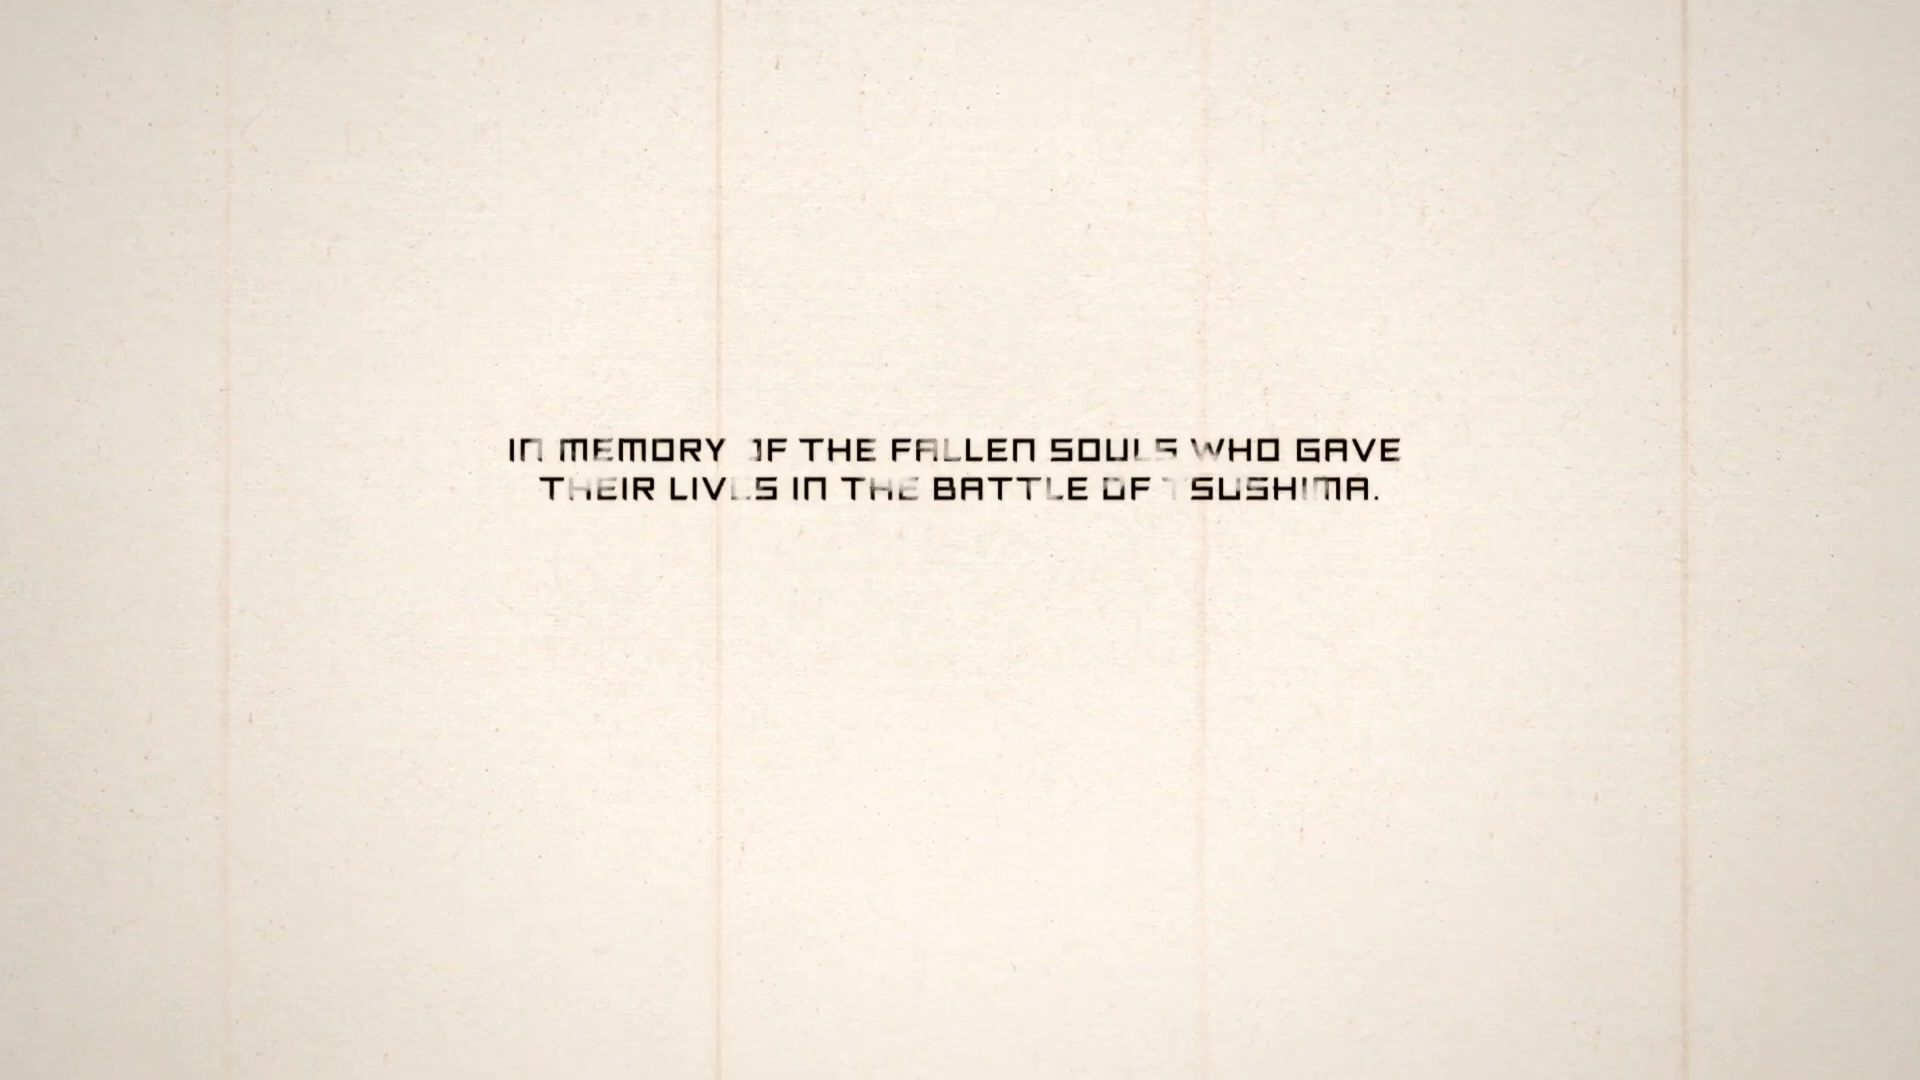 IN MEMORY OF THE FALLEN SOULS WHO GAVE
THEIR LIVES IN THE BATTLE OF TSUSHIMA.